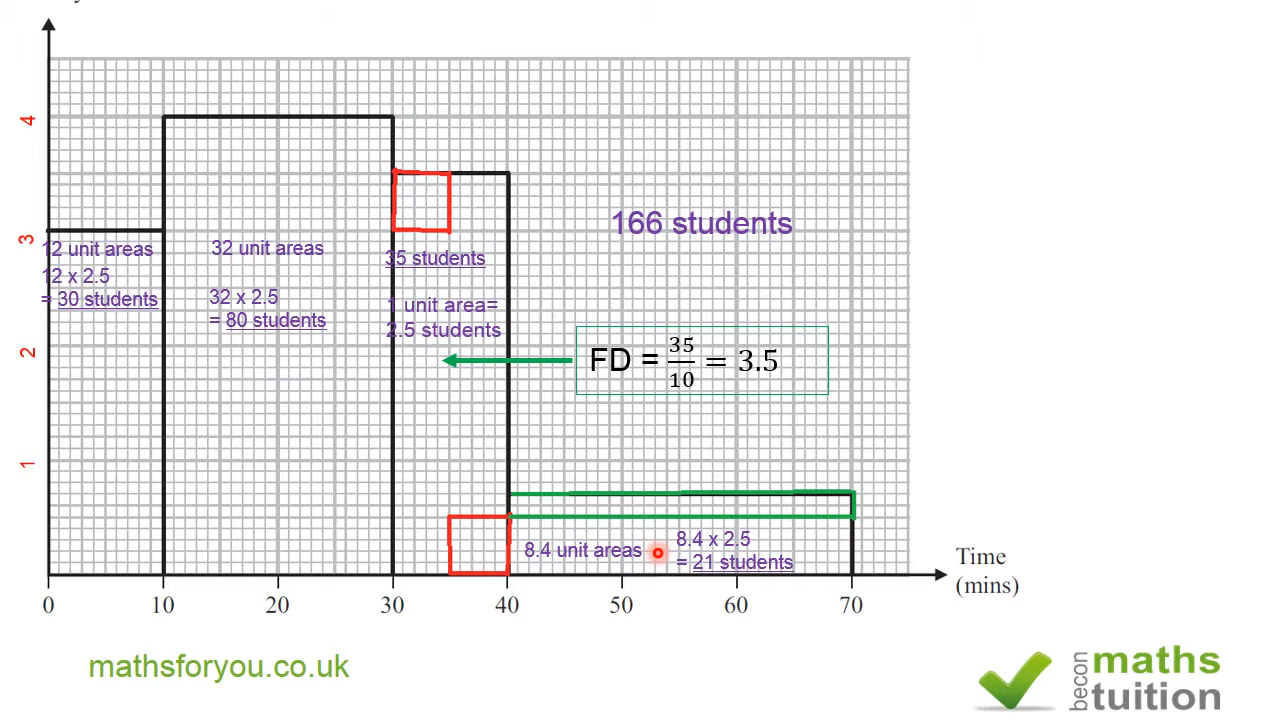 4
3
2
1
166 students
12 unit areas
12 x 2.5
= 30 students
32 unit areas
32 x 2.5
= 80 students
35 students
1 unit area=
2.5 students
FD = 35/10 = 3.5
8.4 unit areas
8.4 x 2.5
= 21 students
Time
(mins)
0 10 20 30 40 50 60 70
mathsforyou.co.uk
becon
maths
tuition